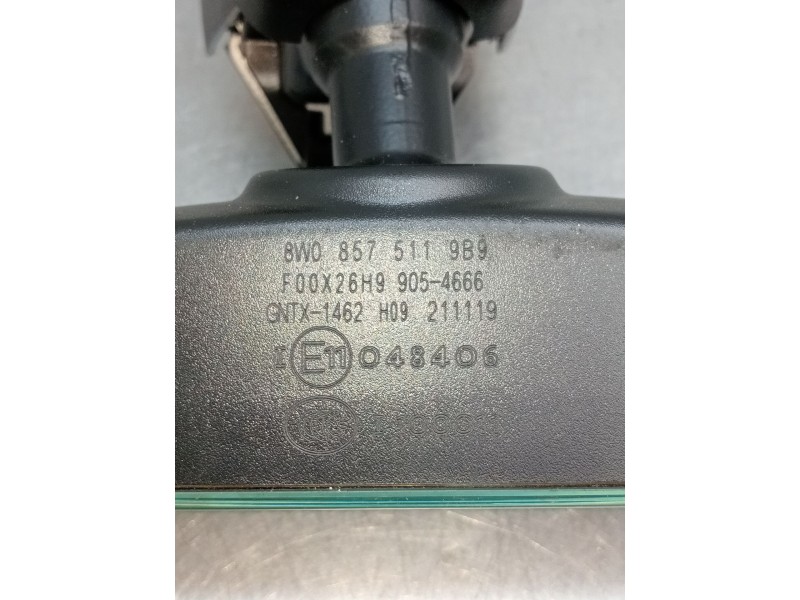 8W0 857 511 9B9
F00X26H9 905-4666
GNTX-1462 H09 211119
I E11 048406